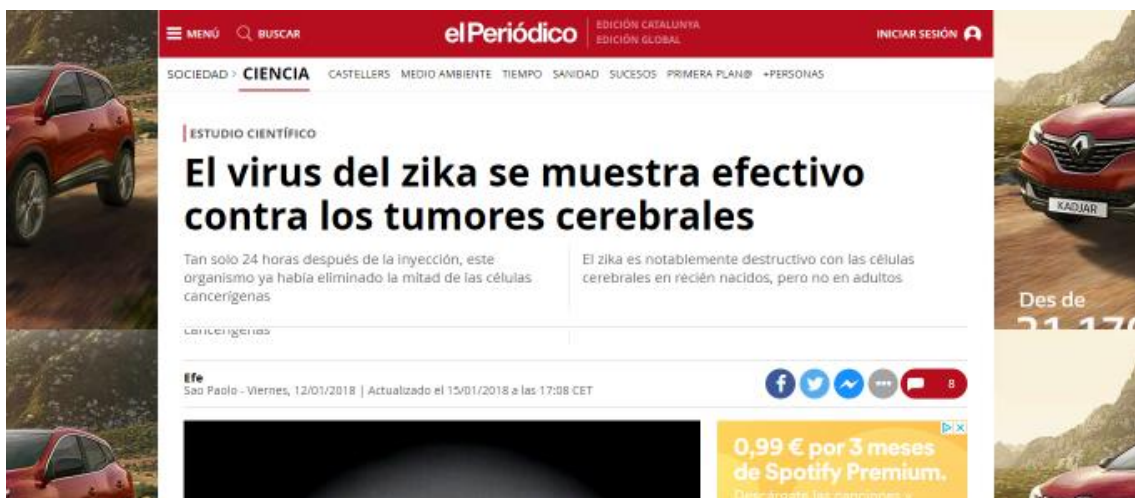 MENÚ BUSCAR elPeriódico EDICIÓN CATALUNYA INICIAR SESIÓN
EDICIÓN GLOBAL
SOCIEDAD > CIENCIA CASTELLERS MEDIO AMBIENTE TIEMPO SANIDAD SUCESOS PRIMERA PLAN@ +PERSONAS
ESTUDIO CIENTÍFICO
El virus del zika se muestra efectivo
contra los tumores cerebrales
Tan solo 24 horas después de la inyección, este
organismo ya había eliminado la mitad de las células
cancerígenas
El zika es notablemente destructivo con las células
cerebrales en recién nacidos, pero no en adultos
cancerígenas
Efe
Sao Paolo - Viernes, 12/01/2018 | Actualizado el 15/01/2018 a las 17:08 CET
8
KADJAR
Des de
0,99 € por 3 meses
de Spotify Premium.
Descárgate las canciones y